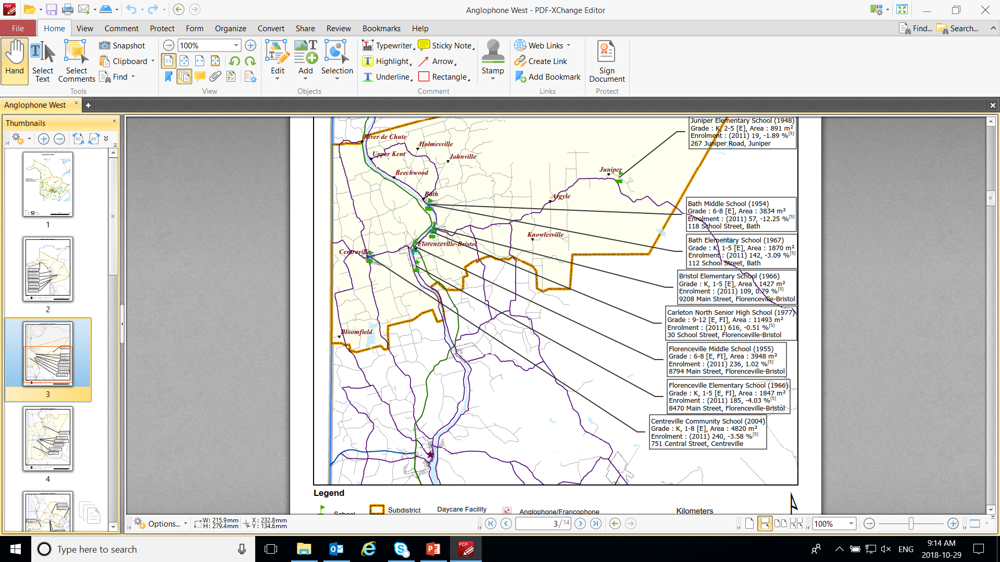 Anglophone West - PDF-XChange Editor
File
Home
View
Comment
Protect
Form
Organize
Convert
Share
Review
Bookmarks
Help
Find...
Search...
Hand
Select
Text
Select
Comments
Snapshot
Clipboard
Find
Tools
100%
View
Edit
Add
Selection
Objects
Typewriter
Highlight
Underline
Sticky Note
Arrow
Rectangle
Stamp
Comment
Web Links
Create Link
Add Bookmark
Links
Sign
Document
Protect
Anglophone West
Thumbnails
1
2
3
4
River de Chute
Holmesville
Upper Kent
Johnville
Beechwood
Juniper
Bath
Argyle
Knowlesville
Florenceville-Bristol
Centreville
Bloomfield
Juniper Elementary School (1948)
Grade : K, 2-5 [E], Area : 891 m²
Enrolment : (2011) 19, -1.89 %[5]
267 Juniper Road, Juniper
Bath Middle School (1954)
Grade : 6-8 [E], Area : 3834 m²
Enrolment : (2011) 57, -12.25 %[5]
118 School Street, Bath
Bath Elementary School (1967)
Grade : K, 1-5 [E], Area : 1870 m²
Enrolment : (2011) 142, -3.09 %[5]
112 School Street, Bath
Bristol Elementary School (1966)
Grade : K, 1-5 [E], Area : 1427 m²
Enrolment : (2011) 109, 0.79 %[5]
9208 Main Street, Florenceville-Bristol
Carleton North Senior High School (1977)
Grade : 9-12 [E, FI], Area : 11493 m²
Enrolment : (2011) 616, -0.51 %[5]
30 School Street, Florenceville-Bristol
Florenceville Middle School (1955)
Grade : 6-8 [E, FI], Area : 3948 m²
Enrolment : (2011) 236, 1.02 %[5]
8794 Main Street, Florenceville-Bristol
Florenceville Elementary School (1966)
Grade : K, 1-5 [E, FI], Area : 1847 m²
Enrolment : (2011) 185, -4.03 %[5]
8470 Main Street, Florenceville-Bristol
Centreville Community School (2004)
Grade : K, 1-8 [E], Area : 4820 m²
Enrolment : (2011) 240, -3.58 %[5]
751 Central Street, Centreville
Legend
School
Subdistrict
Daycare Facility
Anglophone/Francophone
Kilometers
Options...
W: 215.9mm
H: 279.4mm
X: 232.8mm
Y: 134.6mm
3 / 14
100%
Type here to search
ENG
9:14 AM
2018-10-29